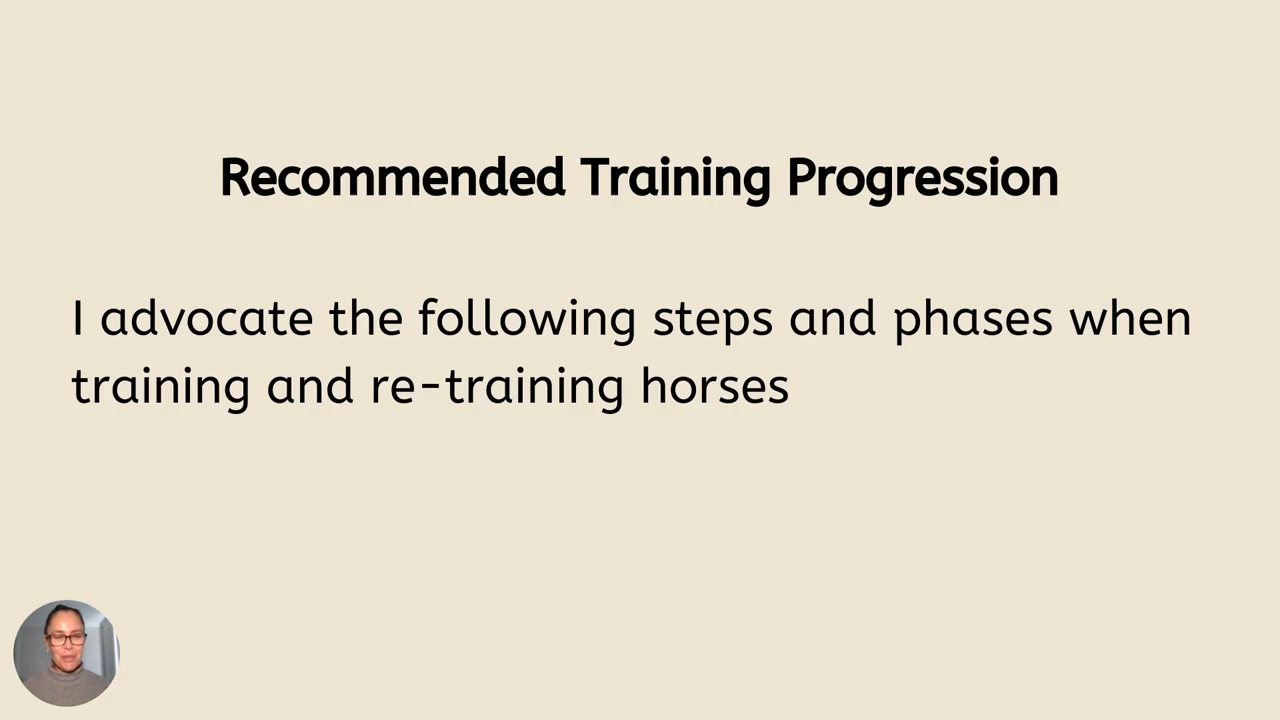 Recommended Training Progression
I advocate the following steps and phases when
training and re-training horses